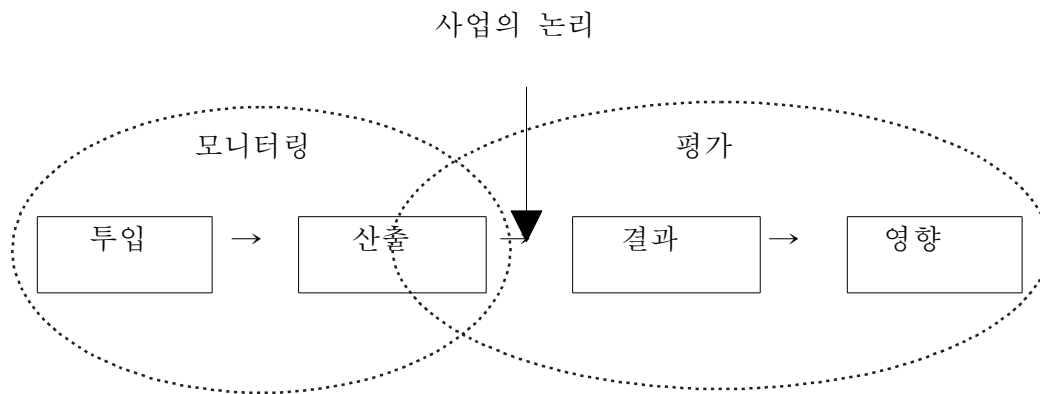 사업의 논리
모니터링 평가
투입 → 산출 → 결과 → 영향